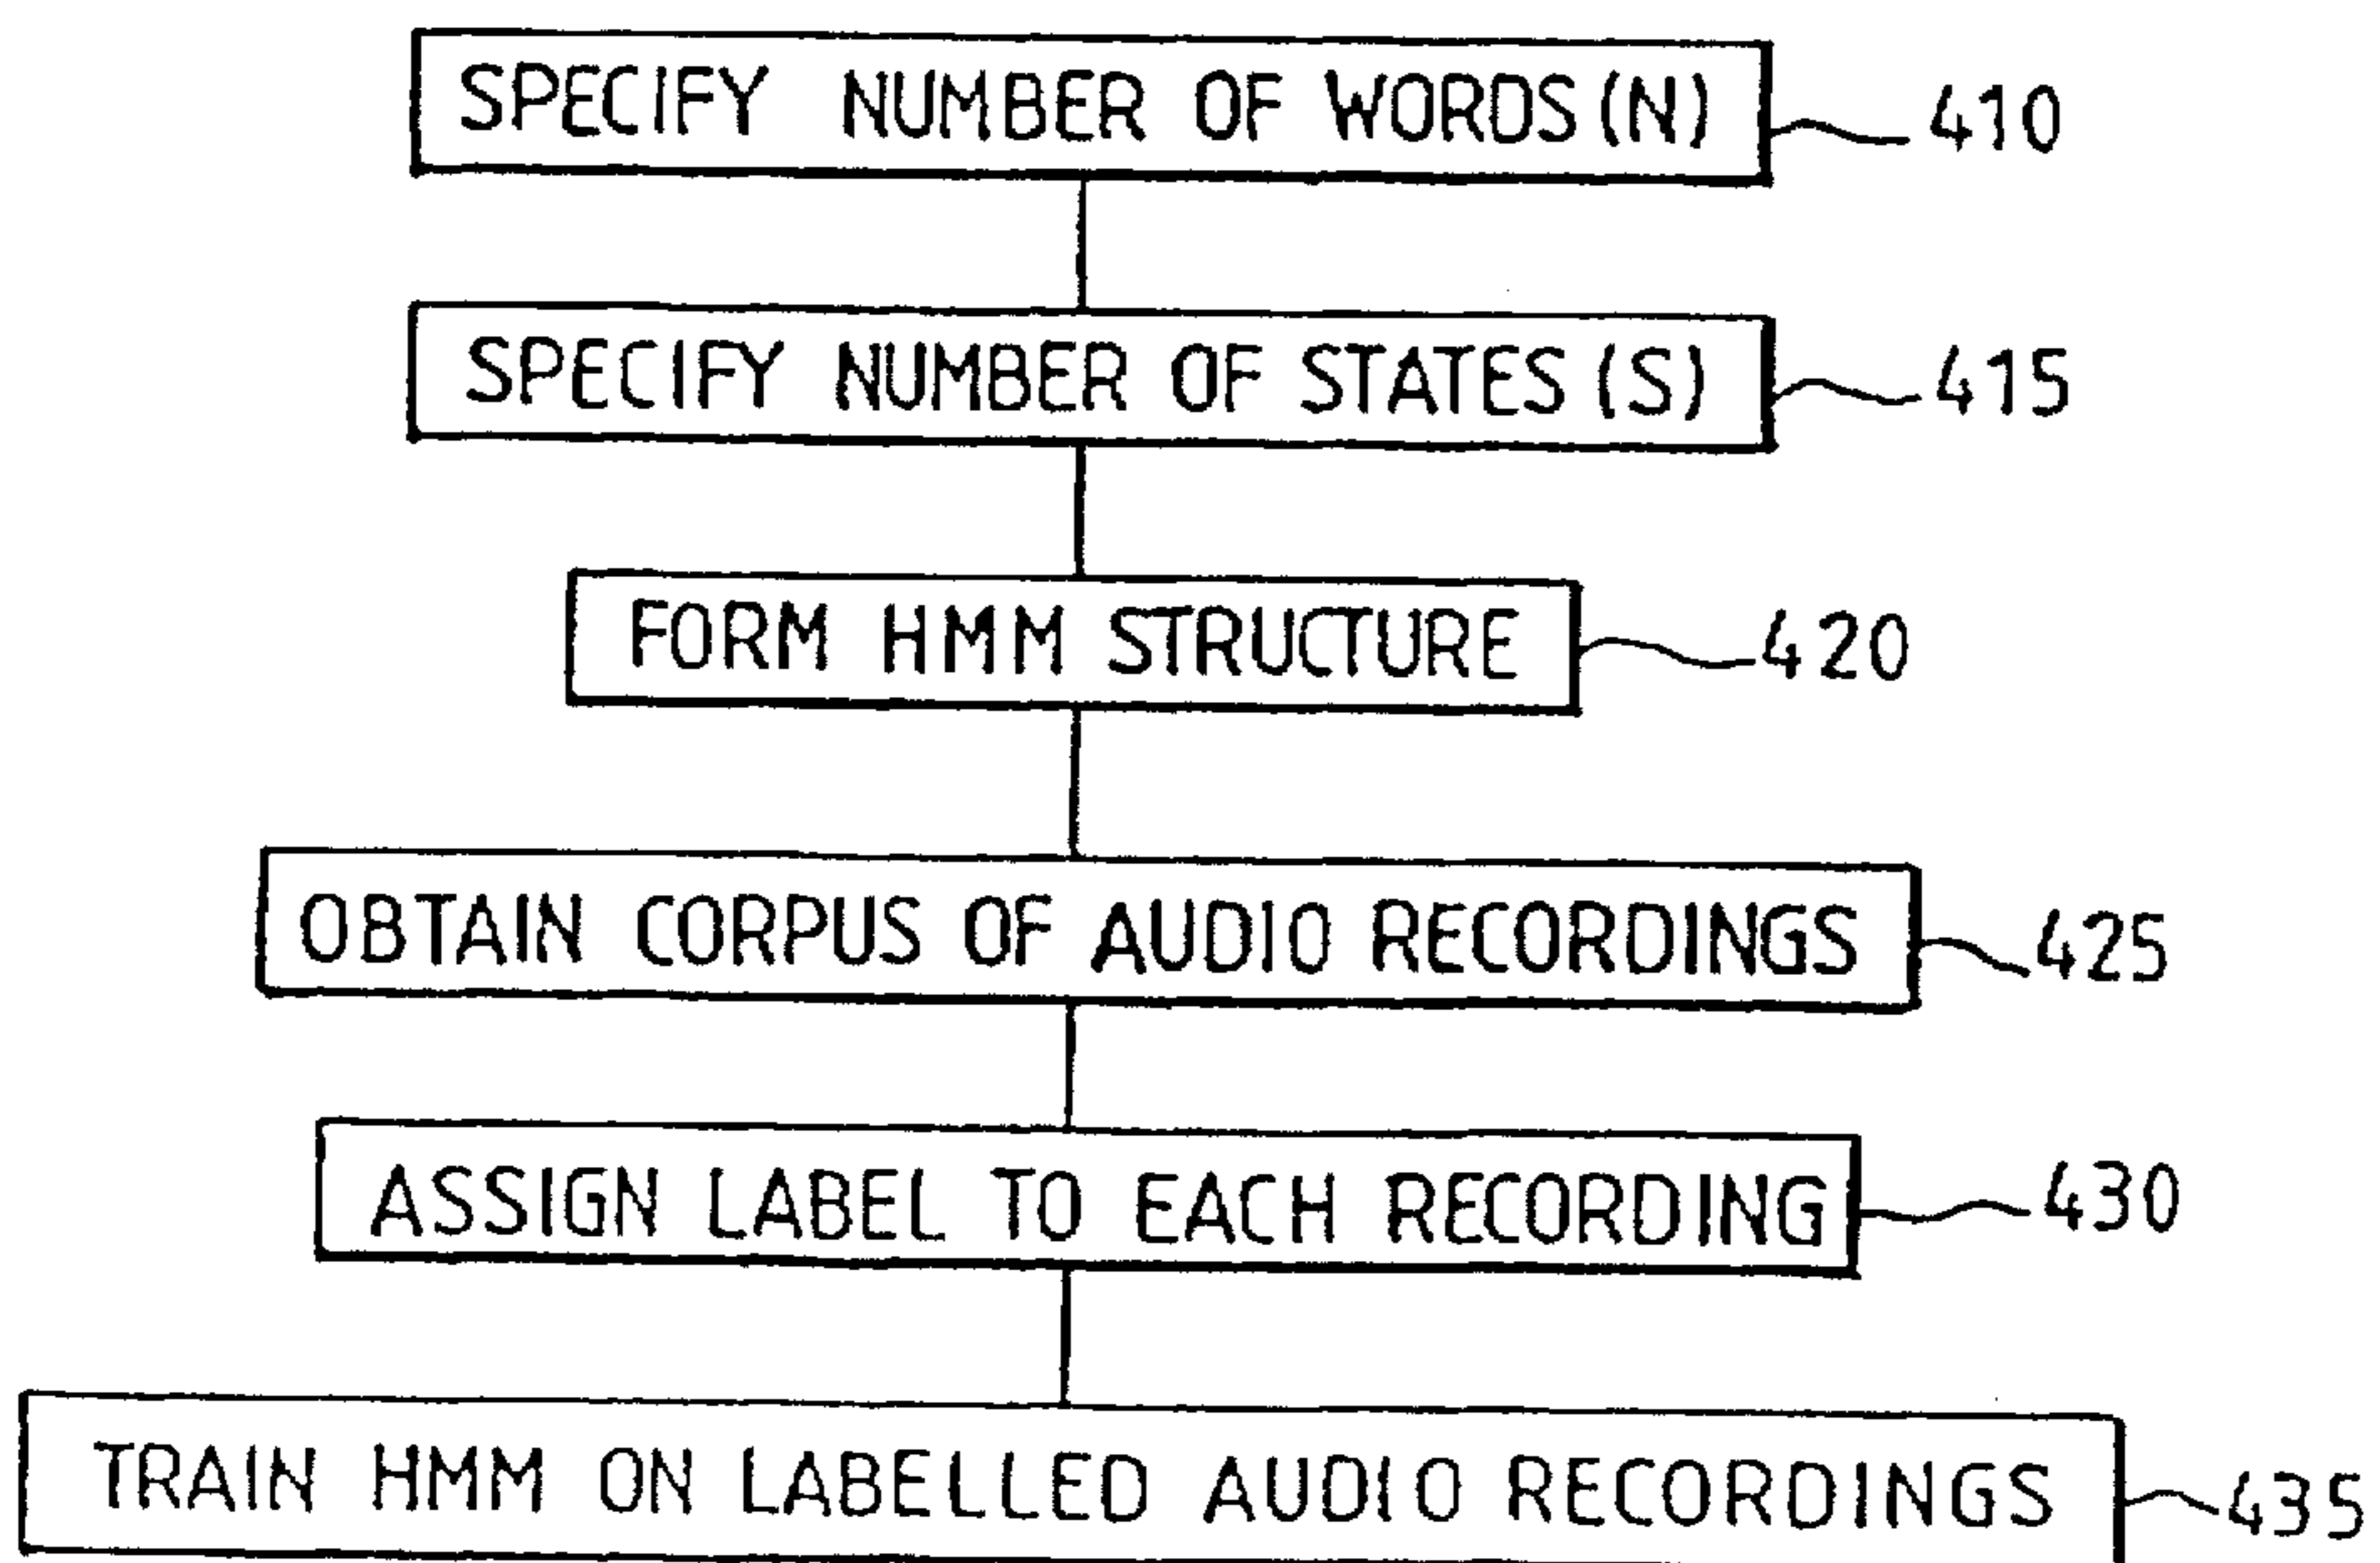 SPECIFY NUMBER OF WORDS (N) 410
SPECIFY NUMBER OF STATES (S) 415
FORM HMM STRUCTURE 420
OBTAIN CORPUS OF AUDIO RECORDINGS 425
ASSIGN LABEL TO EACH RECORDING 430
TRAIN HMM ON LABELLED AUDIO RECORDINGS 435